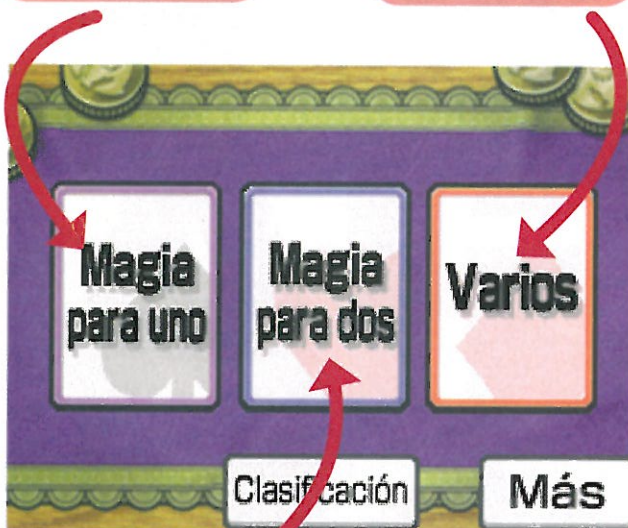 Magia
para uno
Magia
para dos
Varios
Clasificación
Más